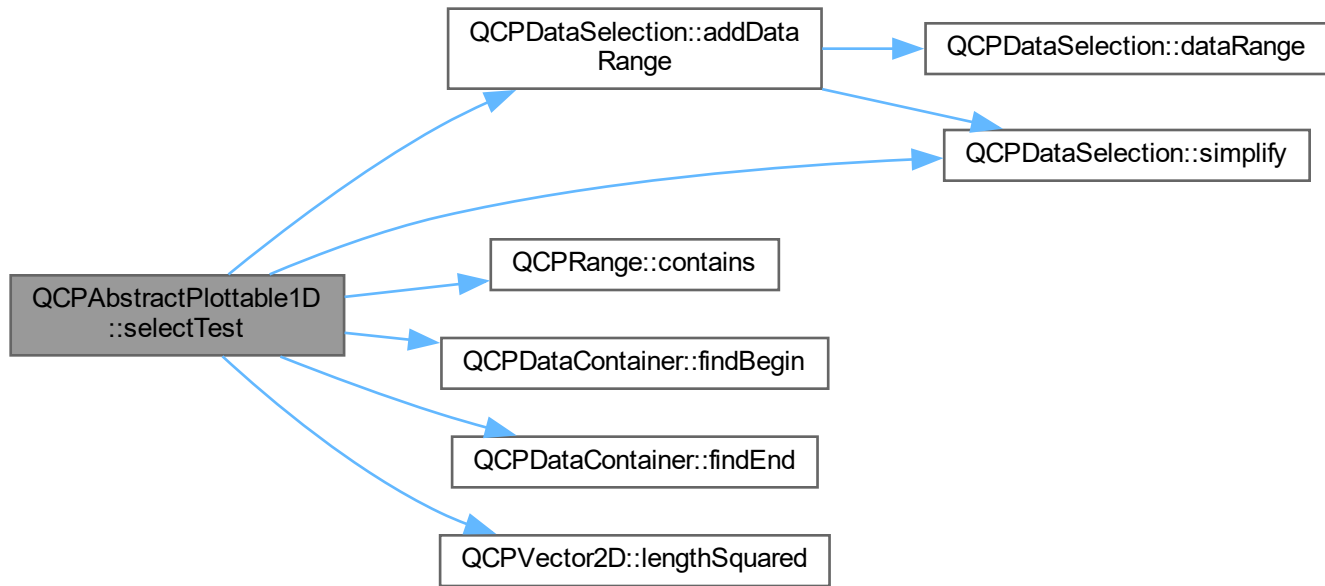 QCPDataSelection::addData
Range
QCPDataSelection::dataRange
QCPDataSelection::simplify
QCPRange::contains
QCPAbstractPlottable1D
::selectTest
QCPDataContainer::findBegin
QCPDataContainer::findEnd
QCPVector2D::lengthSquared